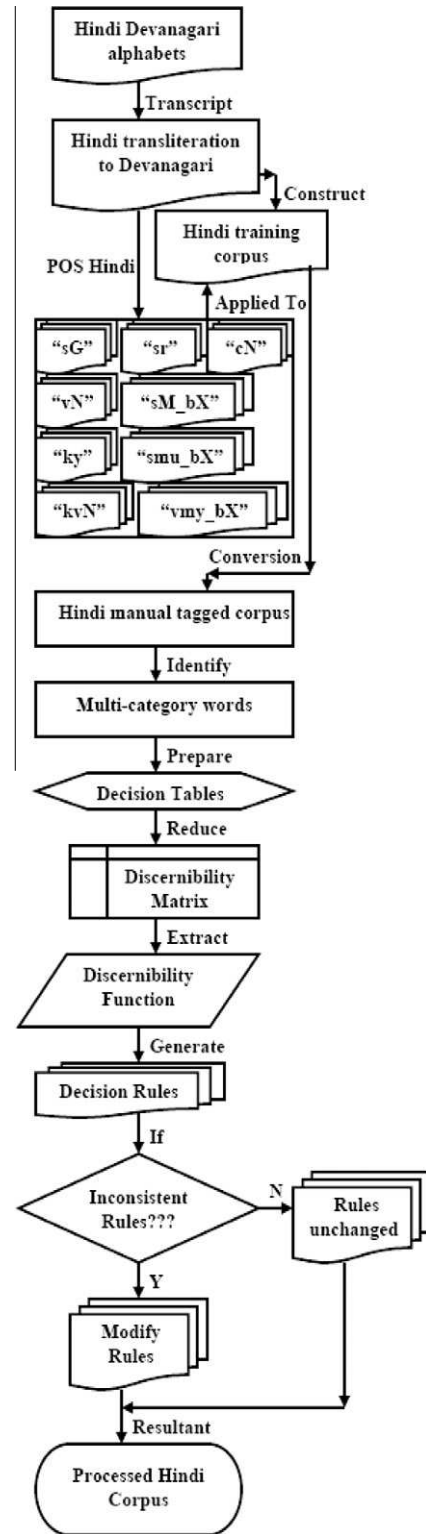 Hindi Devanagari
alphabets
Transcript
Hindi transliteration
to Devanagari
Construct
Hindi training
corpus
POS Hindi
Applied To
“sG” “sr” “cN”
“vN” “sM_bX”
“ky” “smu_bX”
“kvN” “vmy_bX”
Conversion
Hindi manual tagged corpus
Identify
Multi-category words
Prepare
Decision Tables
Reduce
Discernibility
Matrix
Extract
Discernibility
Function
Generate
Decision Rules
If
Inconsistent
Rules???
N
Rules
unchanged
Y
Modify
Rules
Resultant
Processed Hindi
Corpus